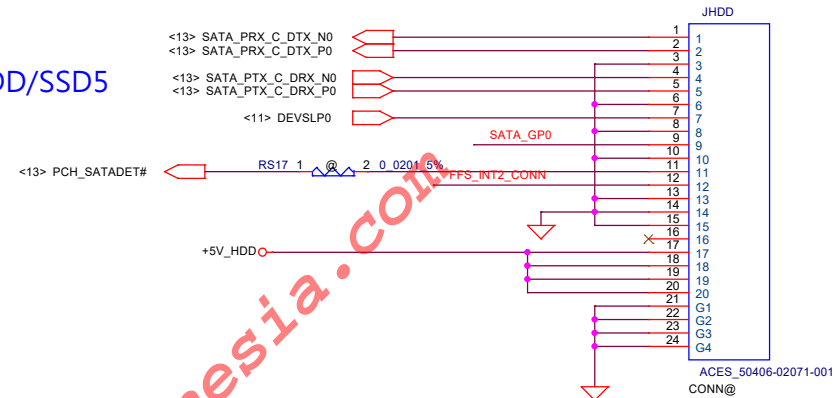 JHDD
<13> SATA_PRX_C_DTX_N0
<13> SATA_PRX_C_DTX_P0
<13> SATA_PTX_C_DRX_N0
<13> SATA_PTX_C_DRX_P0
<11> DEVSLP0
DD/SSD5
SATA_GP0
<13> PCH_SATADET#
RS17 1 @ 2 0_0201_5%
FFS_INT2_CONN
+5V_HDD
1 1
2 2
3 3
4 4
5 5
6 6
7 7
8 8
9 9
10 10
11 11
12 12
13 13
14 14
15 15
16 16
17 17
18 18
19 19
20 20
21 G1
22 G2
23 G3
24 G4
ACES_50406-02071-001
CONN@
nesia.com